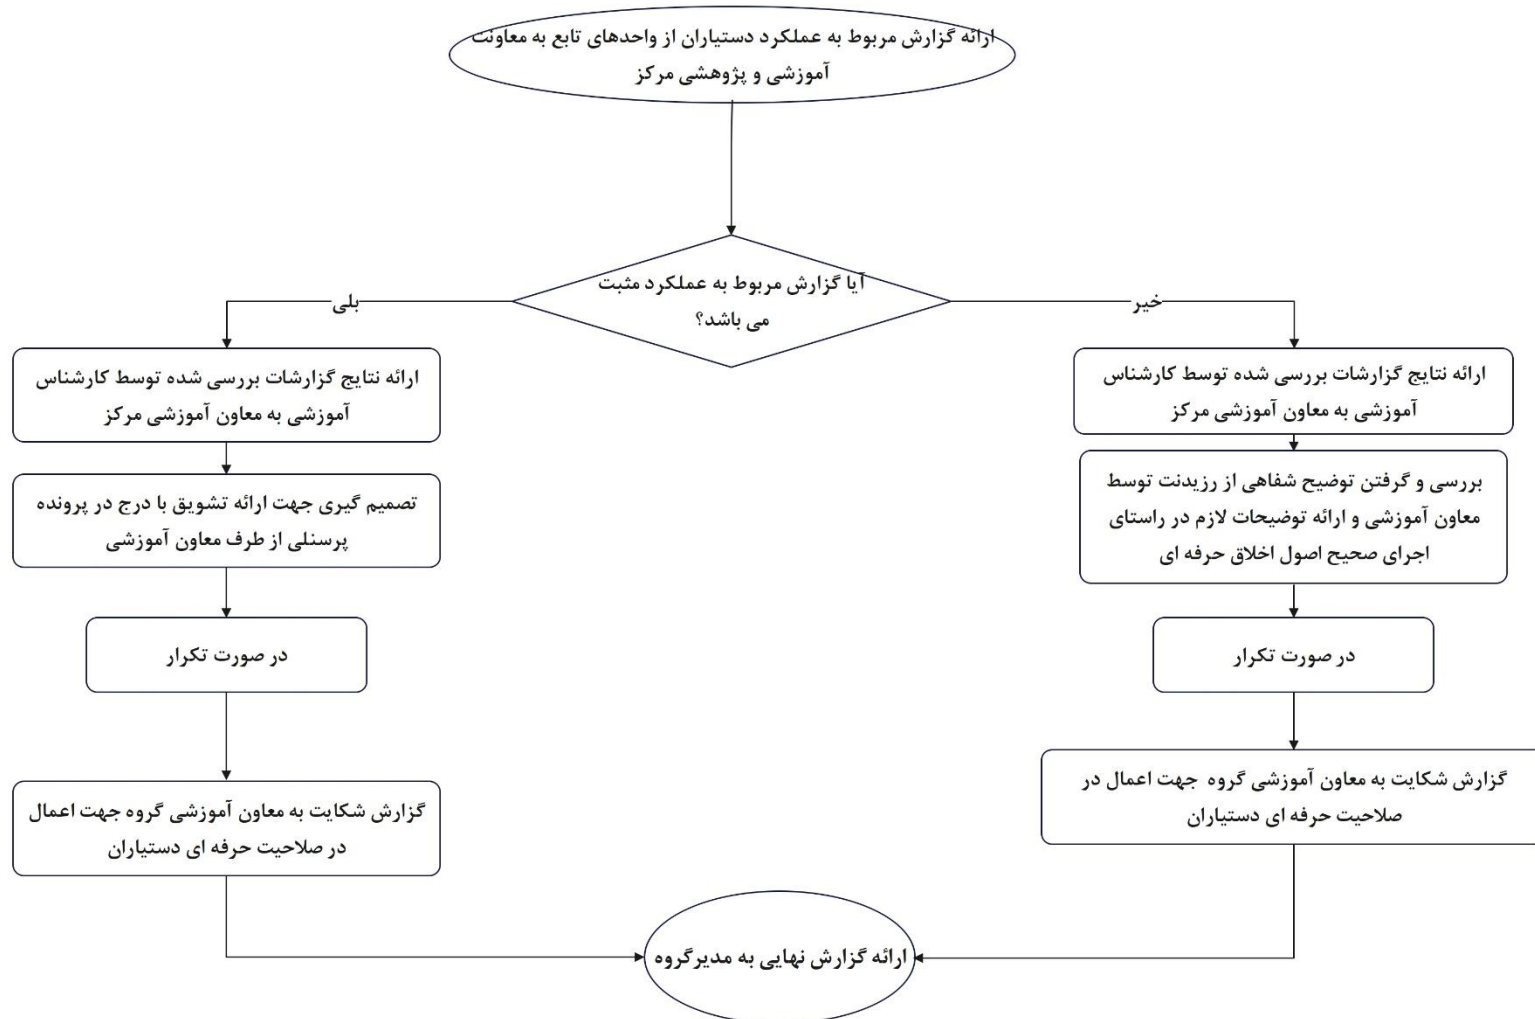 ارائه گزارش مربوط به عملکرد دستیاران از واحدهای تابع به معاونت
آموزشی و پژوهشی مرکز
آیا گزارش مربوط به عملکرد مثبت
می باشد؟
خیر
بلی
ارائه نتایج گزارشات بررسی شده توسط کارشناس
آموزشی به معاون آموزشی مرکز
بررسی و گرفتن توضیح شفاهی از رزیدنت توسط
معاون آموزشی و ارائه توضیحات لازم در راستای
اجرای صحیح اصول اخلاق حرفه ای
در صورت تکرار
گزارش شکایت به معاون آموزشی گروه جهت اعمال در
صلاحیت حرفه ای دستیاران
ارائه نتایج گزارشات بررسی شده توسط کارشناس
آموزشی به معاون آموزشی مرکز
تصمیم گیری جهت ارائه تشویق با درج در پرونده
پرسنلی از طرف معاون آموزشی
در صورت تکرار
گزارش شکایت به معاون آموزشی گروه جهت اعمال
در صلاحیت حرفه ای دستیاران
ارائه گزارش نهایی به مدیرگروه